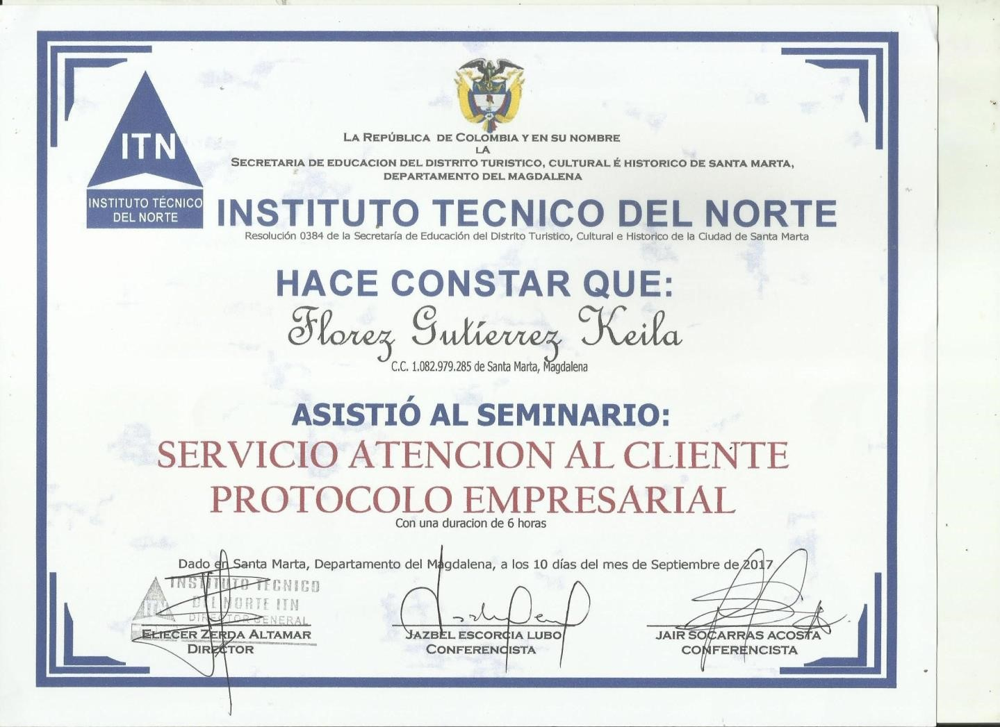 ITN
INSTITUTO TÉCNICO
DEL NORTE
LA REPÚBLICA DE COLOMBIA Y EN SU NOMBRE
LA
SECRETARIA DE EDUCACION DEL DISTRITO TURISTICO, CULTURAL É HISTORICO DE SANTA MARTA,
DEPARTAMENTO DEL MAGDALENA
INSTITUTO TECNICO DEL NORTE
Resolución 0384 de la Secretaría de Educación del Distrito Turistico, Cultural e Historico de la Ciudad de Santa Marta
HACE CONSTAR QUE:
Florez Gutíerrez Keila
C.C. 1.082.979.285 de Santa Marta, Magdalena
ASISTIÓ AL SEMINARIO:
SERVICIO ATENCION AL CLIENTE
PROTOCOLO EMPRESARIAL
Con una duracion de 6 horas
Dado en Santa Marta, Departamento del Magdalena, a los 10 días del mes de Septiembre de 2017
INSTITUTO TECNICO
DEL NORTE ITN
ITN
DIRECTOR GENERAL
ELIECER ZERDA ALTAMAR
DIRECTOR
JAZBEL ESCORCIA LUBO
CONFERENCISTA
JAIR SOCARRAS ACOSTA
CONFERENCISTA